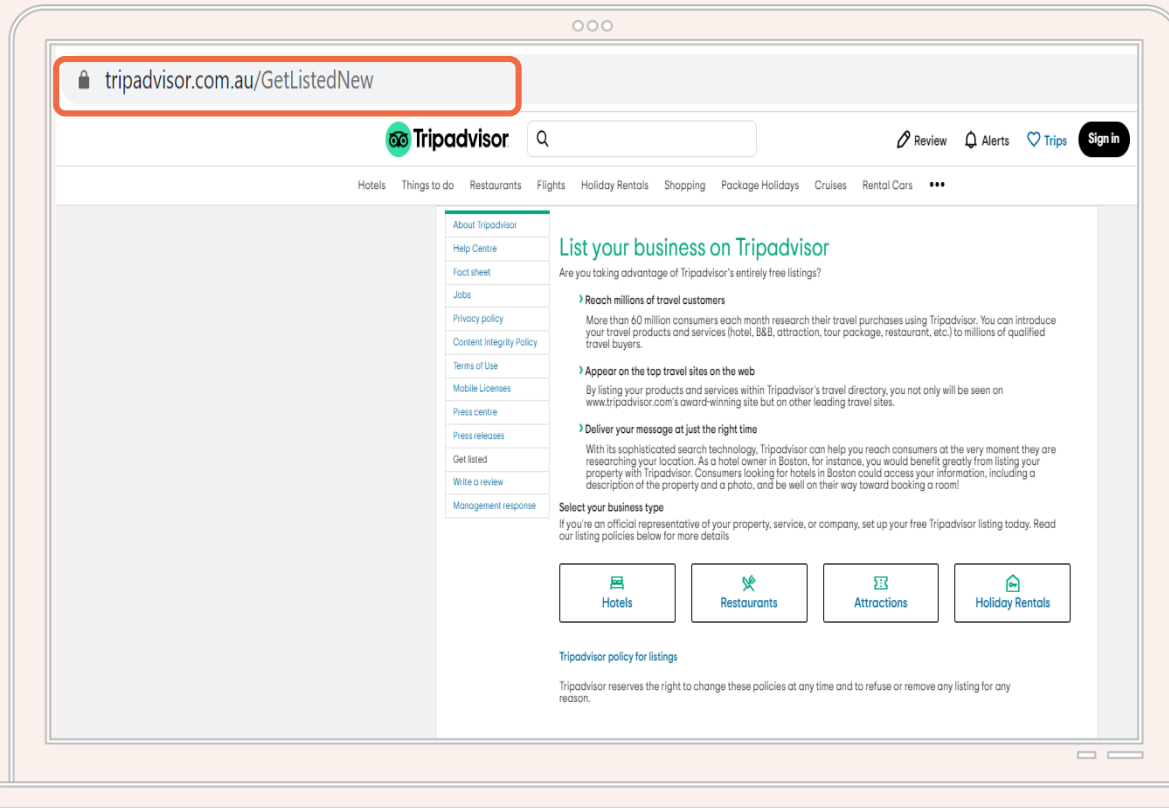 tripadvisor.com.au/GetListedNew
Tripadvisor
Review
Alerts
Trips
Sign in
Hotels Things to do Restaurants Flights Holiday Rentals Shopping Package Holidays Cruises Rental Cars •••
About Tripadvisor
Help Centre
Fact sheet
Jobs
Privacy policy
Content Integrity Policy
Terms of Use
Mobile Licenses
Press centre
Press releases
Get listed
Write a review
Management response
List your business on Tripadvisor
Are you taking advantage of Tripadvisor's entirely free listings?
Reach millions of travel customers
More than 60 million consumers each month research their travel purchases using Tripadvisor. You can introduce
your travel products and services (hotel, B&B, attraction, tour package, restaurant, etc.) to millions of qualified
travel buyers.
Appear on the top travel sites on the web
By listing your products and services within Tripadvisor's travel directory, you not only will be seen on
www.tripadvisor.com's award-winning site but on other leading travel sites.
Deliver your message at just the right time
With its sophisticated search technology, Tripadvisor can help you reach consumers at the very moment they are
researching your location. As a hotel owner in Boston, for instance, you would benefit greatly from listing your
property with Tripadvisor. Consumers looking for hotels in Boston could access your information, including a
description of the property and a photo, and be well on their way toward booking a room!
Select your business type
If you're an official representative of your property, service, or company, set up your free Tripadvisor listing today. Read
our listing policies below for more details
Hotels
Restaurants
Attractions
Holiday Rentals
Tripadvisor policy for listings
Tripadvisor reserves the right to change these policies at any time and to refuse or remove any listing for any
reason.